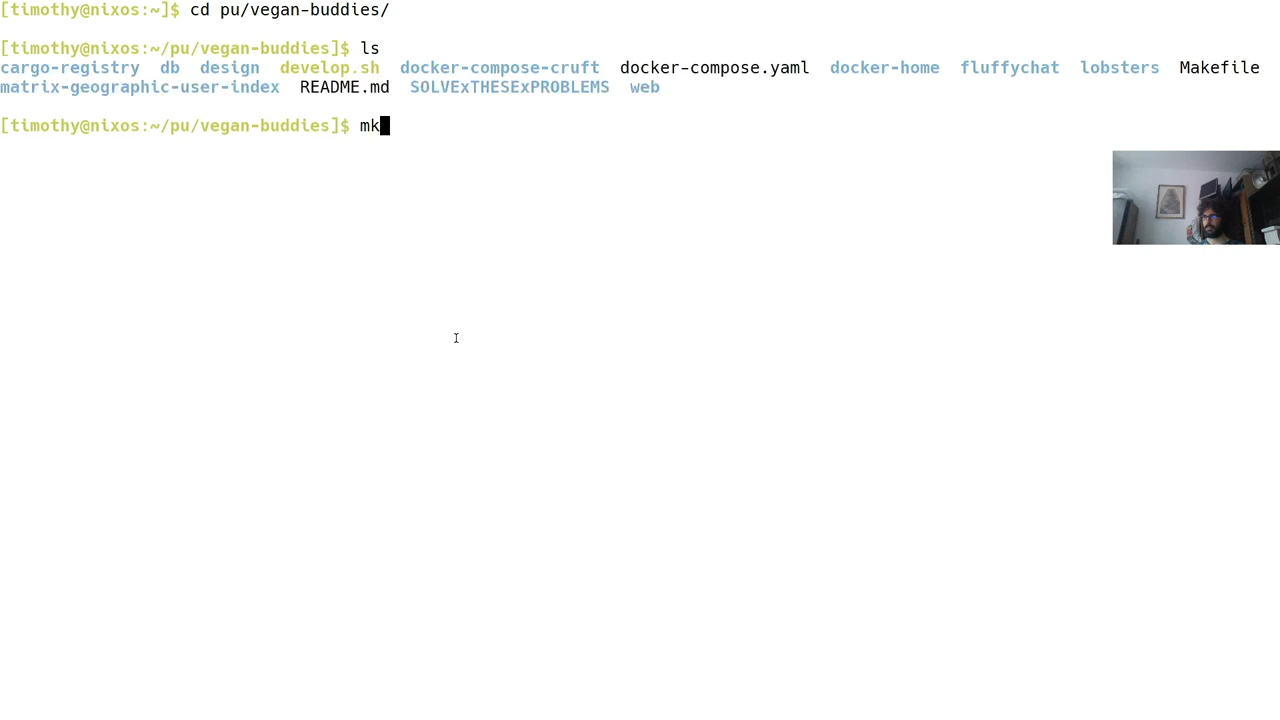 [timothy@nixos:~]$ cd pu/vegan-buddies/
[timothy@nixos:~/pu/vegan-buddies]$ ls
cargo-registry db design develop.sh docker-compose-cruft docker-compose.yaml docker-home fluffychat lobsters Makefile
matrix-geographic-user-index README.md SOLVExTHESExPROBLEMS web
[timothy@nixos:~/pu/vegan-buddies]$ mk